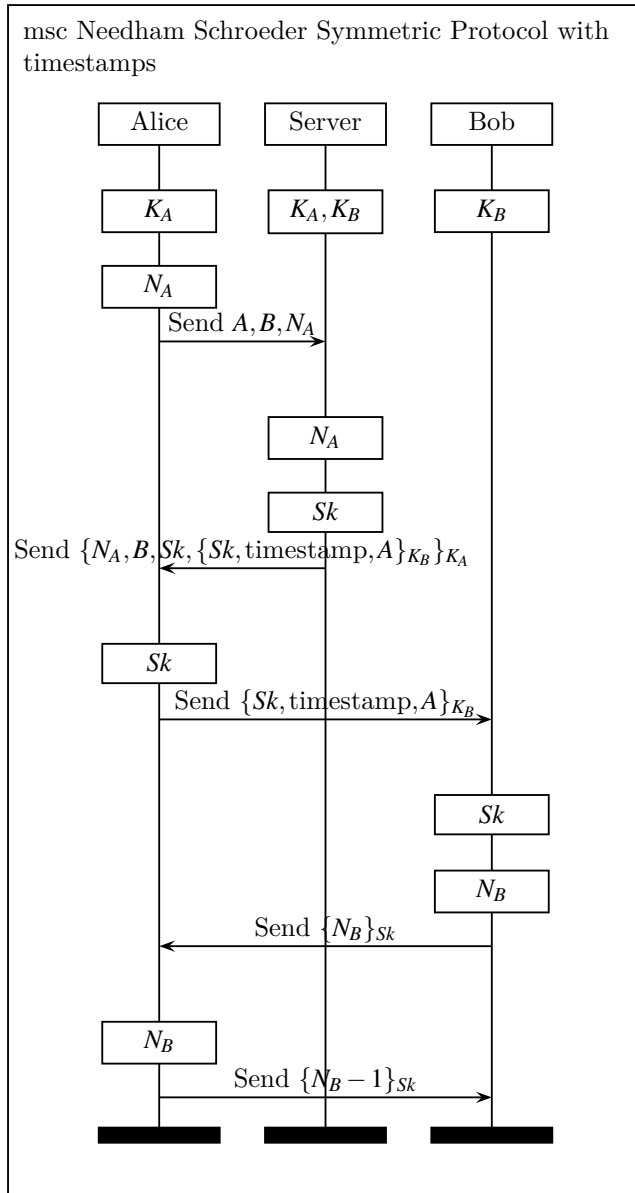 msc Needham Schroeder Symmetric Protocol with
timestamps
Alice Server Bob
K_A K_A, K_B K_B
N_A
Send A, B, N_A
N_A
Sk
Send {N_A, B, Sk, {Sk, timestamp, A}_{K_B}}_{K_A}
Sk
Send {Sk, timestamp, A}_{K_B}
Sk
N_B
Send {N_B}_{Sk}
N_B
Send {N_B − 1}_{Sk}